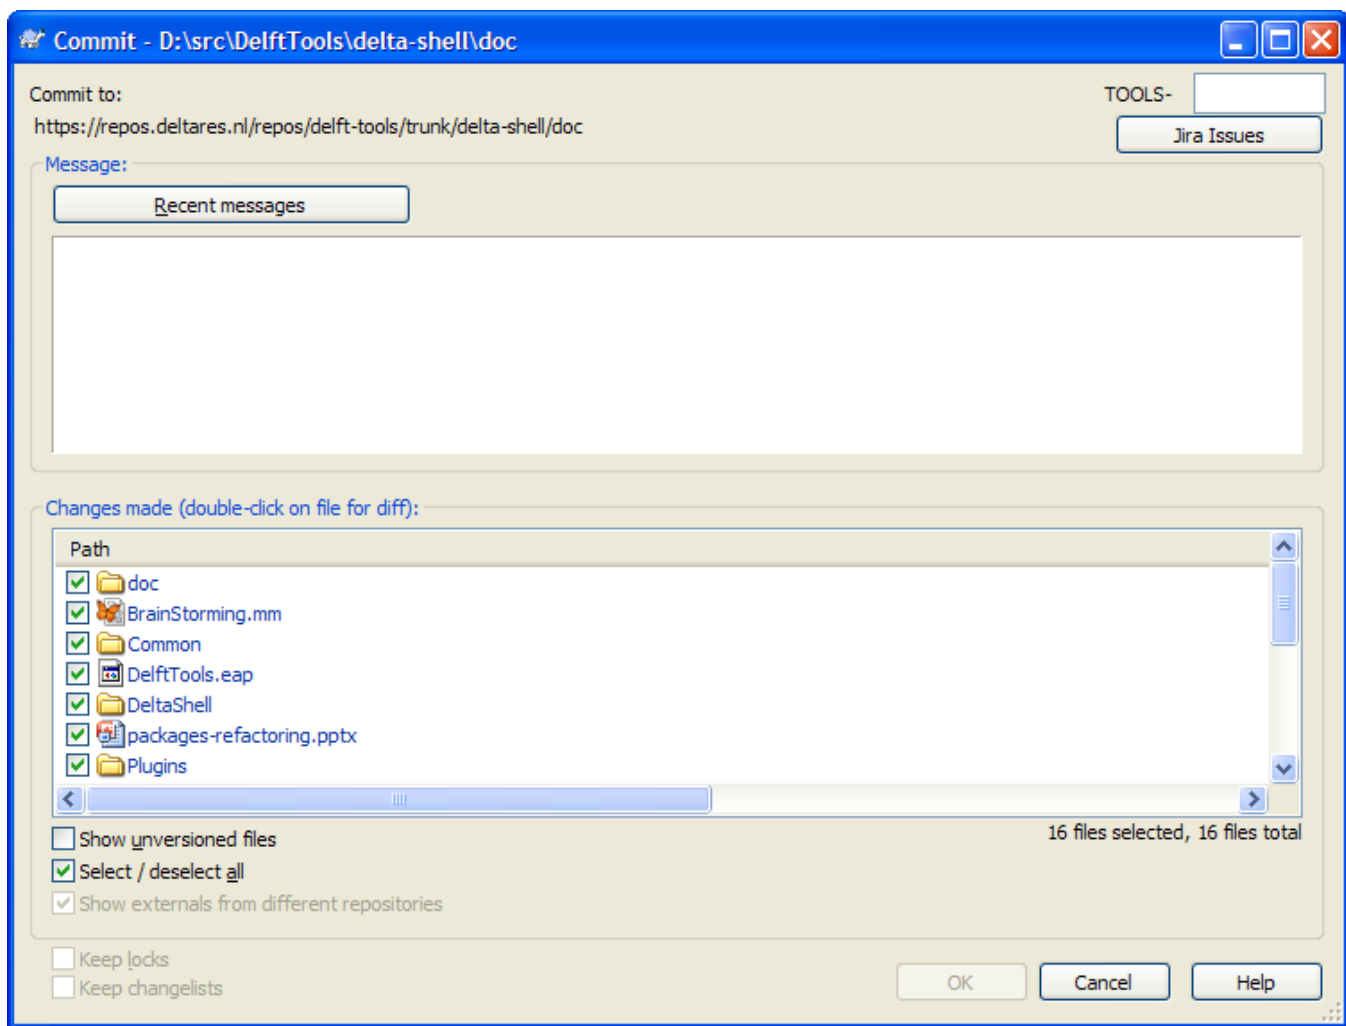 Commit - D:\src\DelftTools\delta-shell\doc
Commit to:
TOOLS-
https://repos.deltares.nl/repos/delft-tools/trunk/delta-shell/doc
Jira Issues
Message:
Recent messages
Changes made (double-click on file for diff):
Path
doc
BrainStorming.mm
Common
DelftTools.eap
DeltaShell
packages-refactoring.pptx
Plugins
Show unversioned files
16 files selected, 16 files total
Select / deselect all
Show externals from different repositories
Keep locks
Keep changelists
OK
Cancel
Help